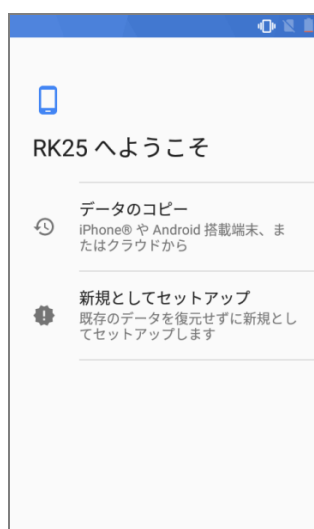 RK25 へようこそ
データのコピー
iPhone® や Android 搭載端末、ま
たはクラウドから
新規としてセットアップ
既存のデータを復元せずに新規とし
てセットアップします